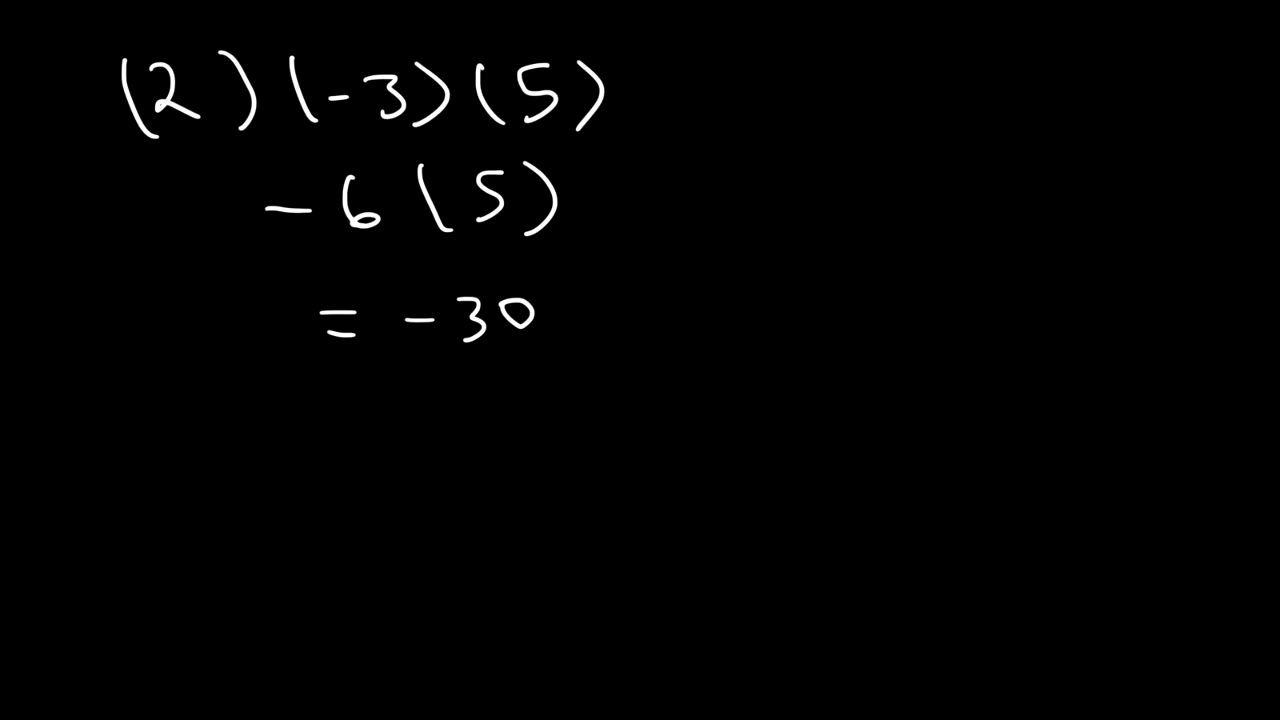 (2)(-3)(5)
-6(5)
= -30